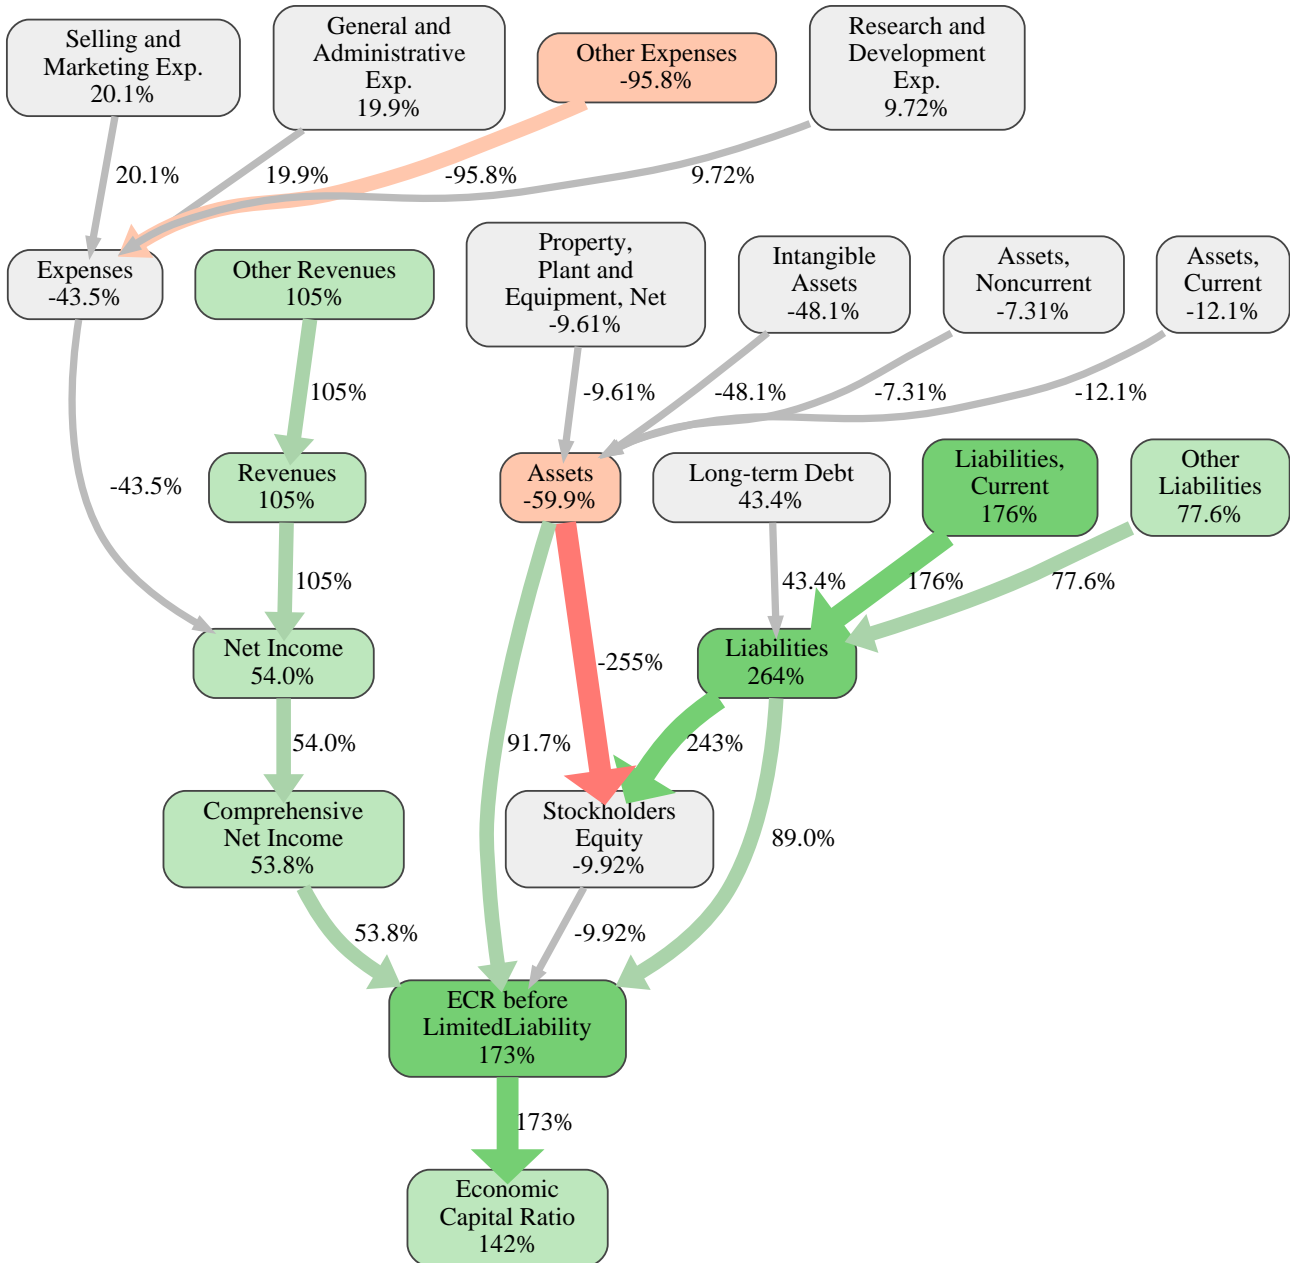 Selling and
Marketing Exp.
20.1%
General and
Administrative
Exp.
19.9%
Other Expenses
-95.8%
Research and
Development
Exp.
9.72%
20.1%
19.9%
-95.8%
9.72%
Expenses
-43.5%
Other Revenues
105%
Property,
Plant and
Equipment, Net
-9.61%
Intangible
Assets
-48.1%
Assets,
Noncurrent
-7.31%
Assets,
Current
-12.1%
105%
-9.61%
-48.1%
-7.31%
-12.1%
-43.5%
Revenues
105%
Assets
-59.9%
Long-term Debt
43.4%
Liabilities,
Current
176%
Other
Liabilities
77.6%
105%
43.4%
176%
77.6%
Net Income
54.0%
-255%
Liabilities
264%
54.0%
91.7%
243%
Comprehensive
Net Income
53.8%
Stockholders
Equity
-9.92%
89.0%
53.8%
-9.92%
ECR before
LimitedLiability
173%
173%
Economic
Capital Ratio
142%